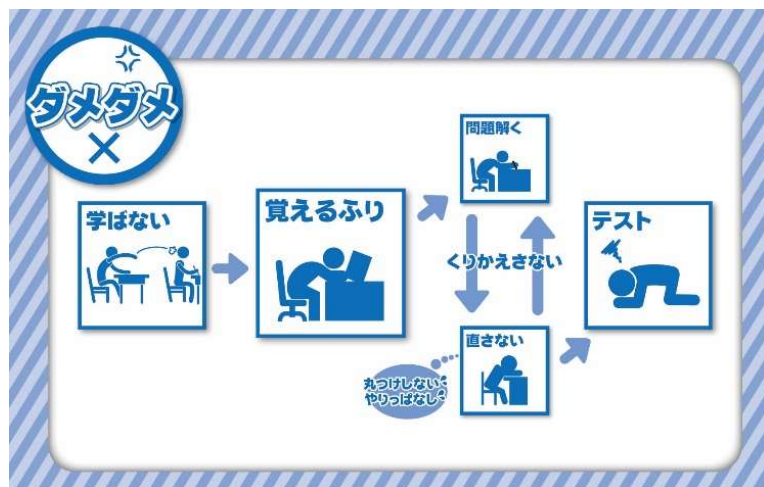 ダメダメ
×
学ばない
覚えるふり
問題解く
くりかえさない
直さない
丸つけしない
やりっぱなし
テスト